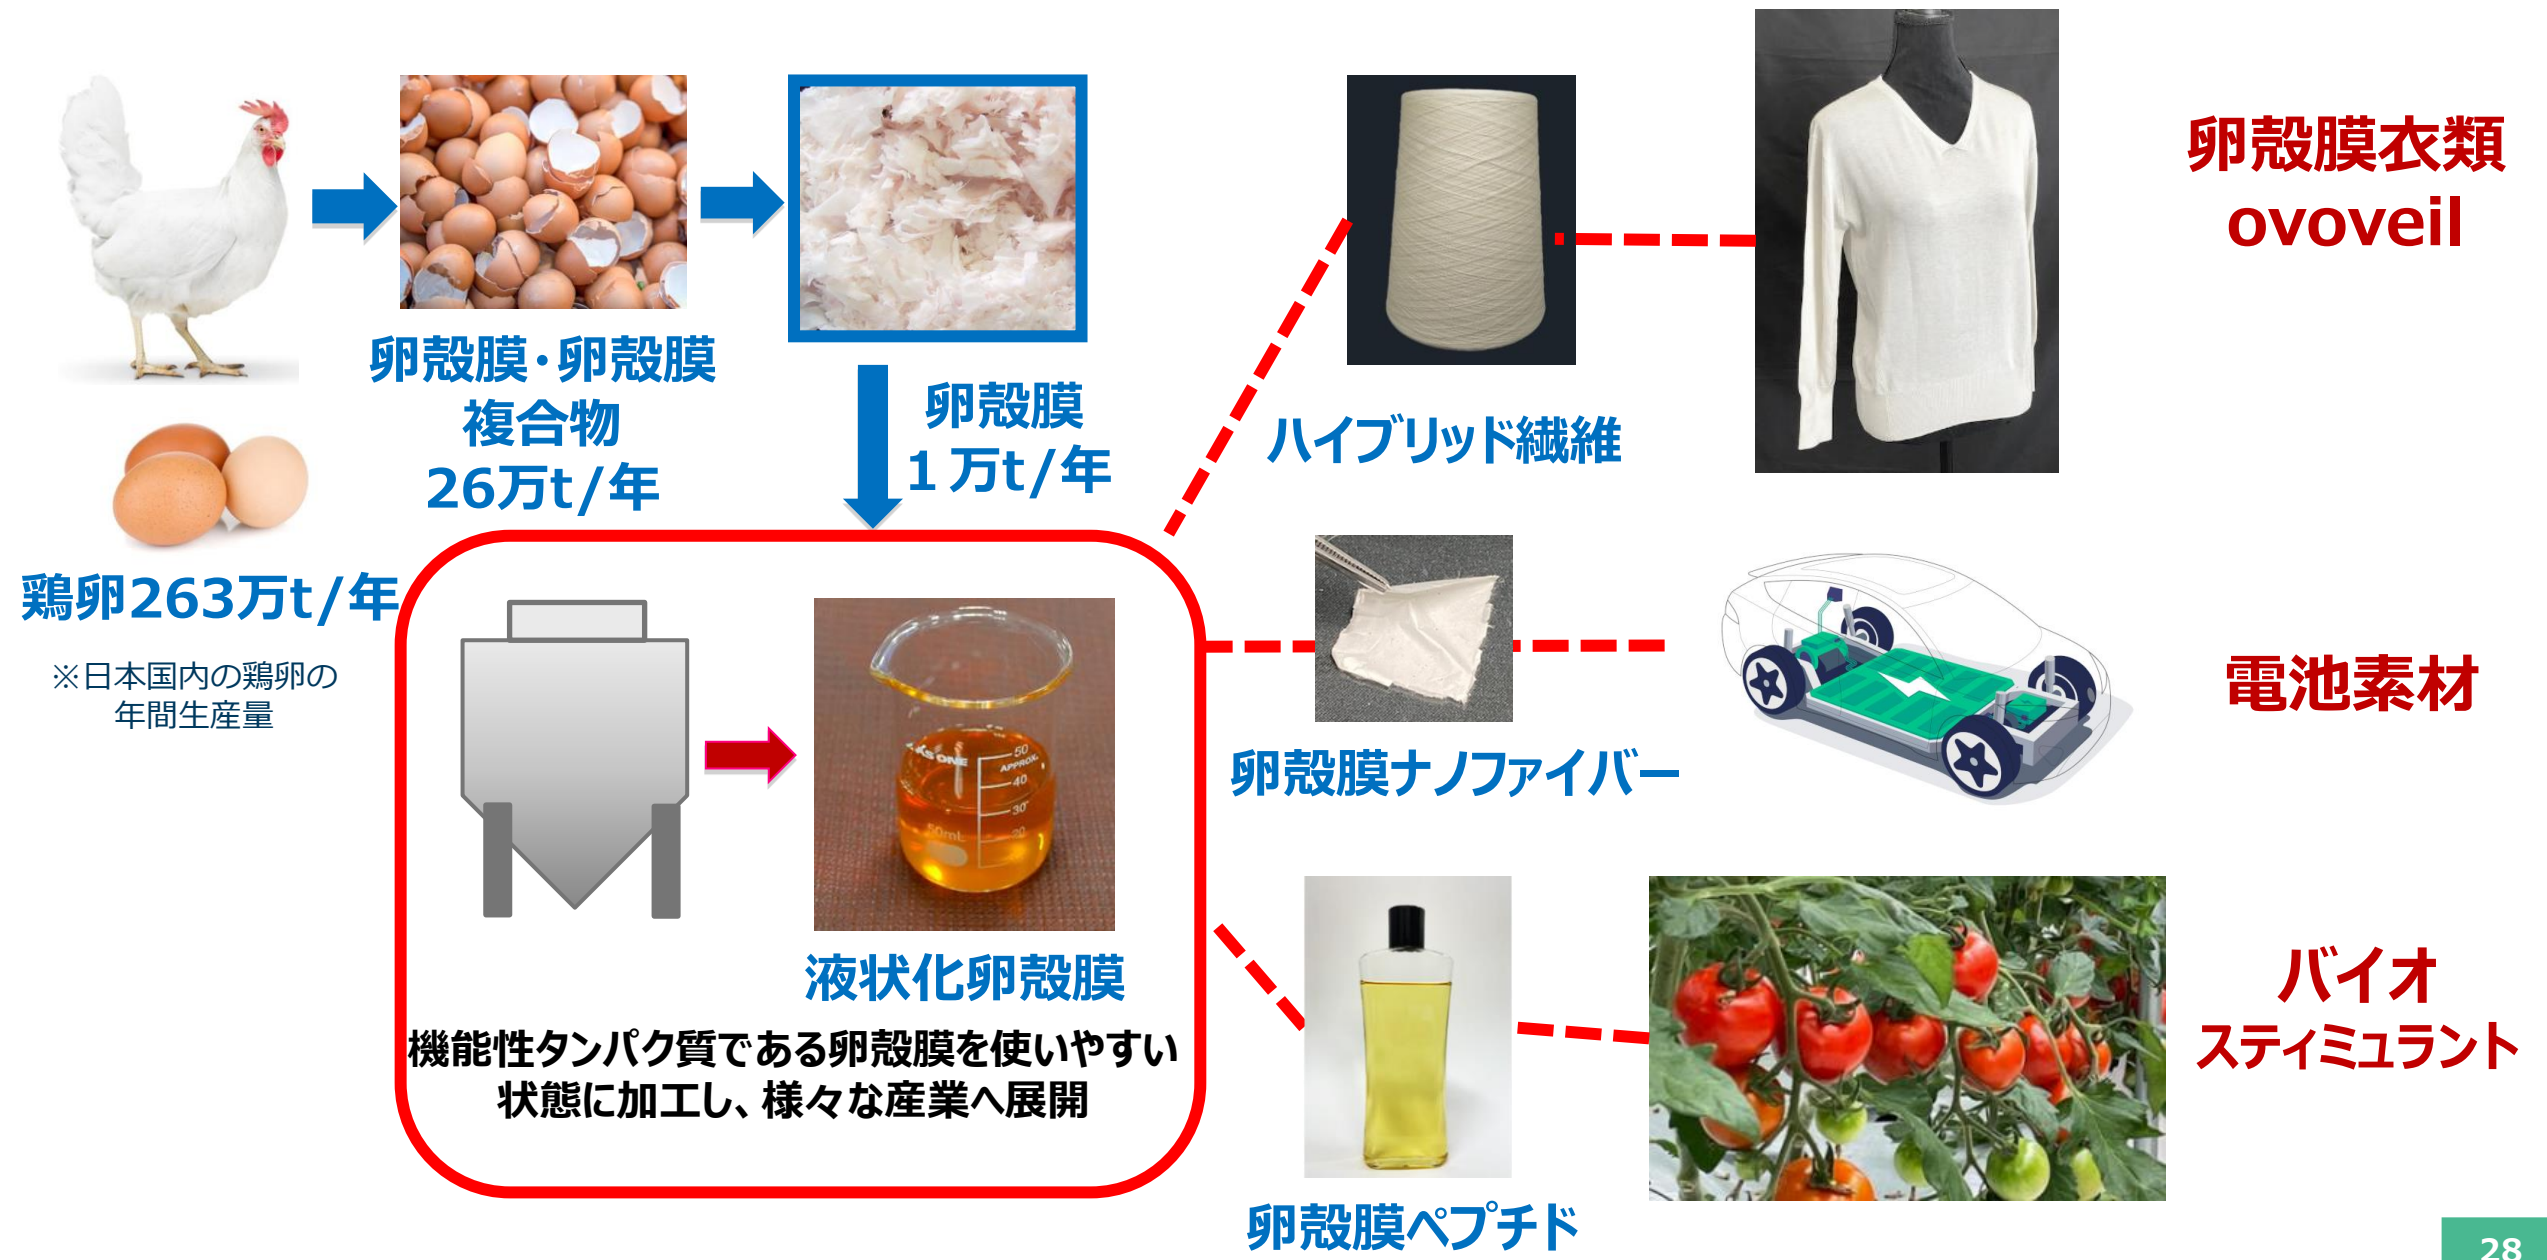 卵殻膜・卵殻膜
複合物
26万t/年
卵殻膜
１万t/年
鶏卵263万t/年
※日本国内の鶏卵の
年間生産量
液状化卵殻膜
機能性タンパク質である卵殻膜を使いやすい
状態に加工し、様々な産業へ展開
ハイブリッド繊維
卵殻膜衣類
ovoveil
卵殻膜ナノファイバー
電池素材
卵殻膜ペプチド
バイオ
スティミュラント
50
APPROX.
40
30
20
50mL
28